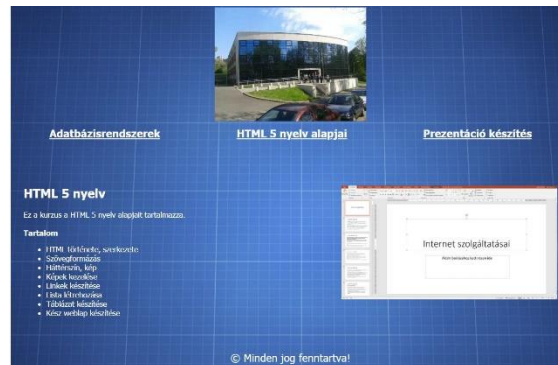 Adatbázisrendszerek
HTML 5 nyelv alapjai
Prezentáció készítés
HTML 5 nyelv
Ez a kurzus a HTML 5 nyelv alapjait tartalmazza.
Tartalom
HTML története, szerkezete
Szövegformázás
Háttérszín, kép
Képek kezelése
Linkek készítése
Lista létrehozása
Táblázat készítése
Kész weblap készítése
Internet szolgáltatásai
© Minden jog fenntartva!